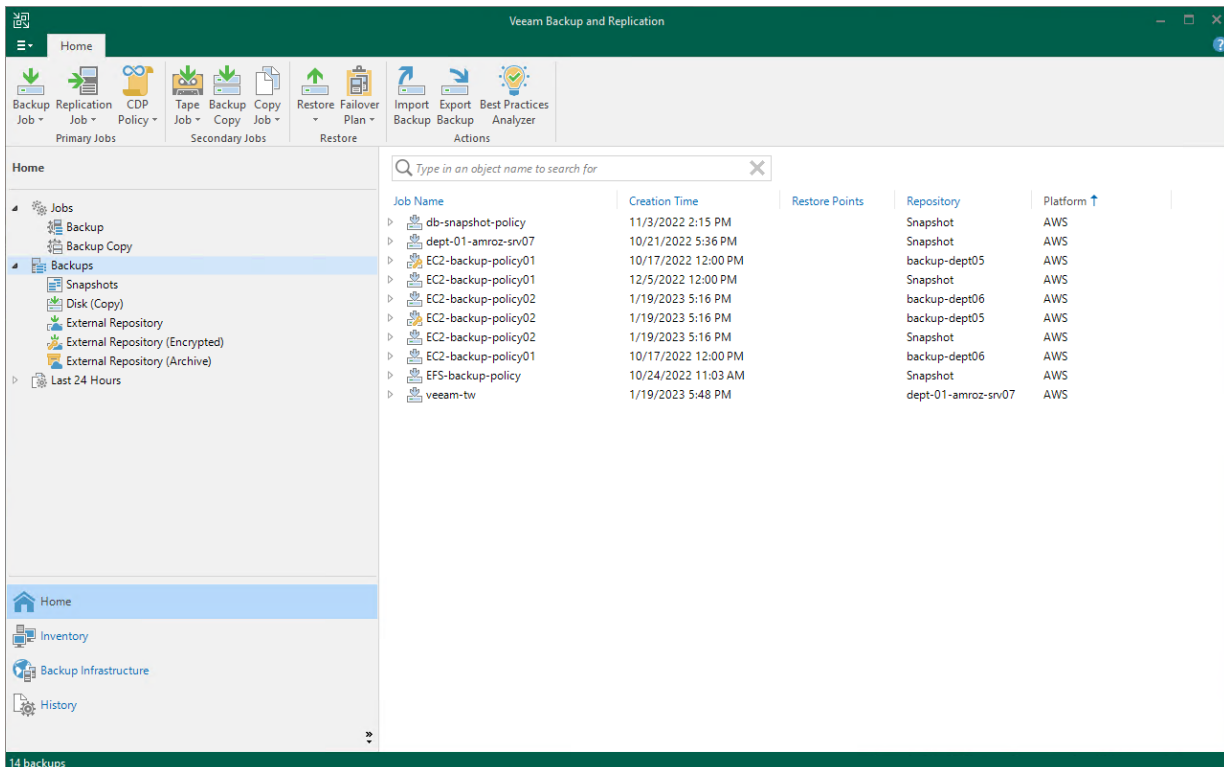 Veeam Backup and Replication
Home
?
Backup Job
Replication Job
CDP Policy
Tape Job
Backup Copy
Copy Job
Restore
Failover Plan
Import Backup
Export Backup
Best Practices Analyzer
Primary Jobs
Secondary Jobs
Restore
Actions
Home
Jobs
Backup
Backup Copy
Backups
Snapshots
Disk (Copy)
External Repository
External Repository (Encrypted)
External Repository (Archive)
Last 24 Hours
Home
Inventory
Backup Infrastructure
History
Type in an object name to search for
Job Name Creation Time Restore Points Repository Platform
db-snapshot-policy 11/3/2022 2:15 PM Snapshot AWS
dept-01-amroz-srv07 10/21/2022 5:36 PM Snapshot AWS
EC2-backup-policy01 10/17/2022 12:00 PM backup-dept05 AWS
EC2-backup-policy01 12/5/2022 12:00 PM Snapshot AWS
EC2-backup-policy02 1/19/2023 5:16 PM backup-dept06 AWS
EC2-backup-policy02 1/19/2023 5:16 PM backup-dept05 AWS
EC2-backup-policy02 1/19/2023 5:16 PM Snapshot AWS
EC2-backup-policy01 10/17/2022 12:00 PM backup-dept06 AWS
EFS-backup-policy 10/24/2022 11:03 AM Snapshot AWS
veeam-tw 1/19/2023 5:48 PM dept-01-amroz-srv07 AWS
14 backups